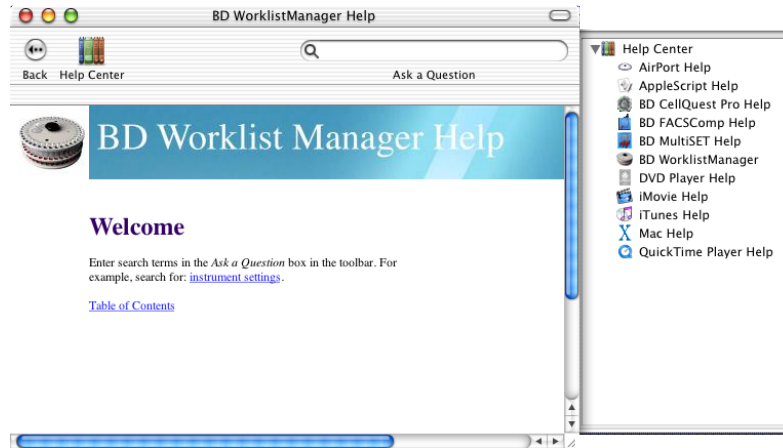 BD WorklistManager Help
Back Help Center
Ask a Question
BD Worklist Manager Help
Welcome
Enter search terms in the Ask a Question box in the toolbar. For
example, search for: instrument settings.
Table of Contents
Help Center
AirPort Help
AppleScript Help
BD CellQuest Pro Help
BD FACSComp Help
BD MultiSET Help
BD WorklistManager
DVD Player Help
iMovie Help
iTunes Help
Mac Help
QuickTime Player Help